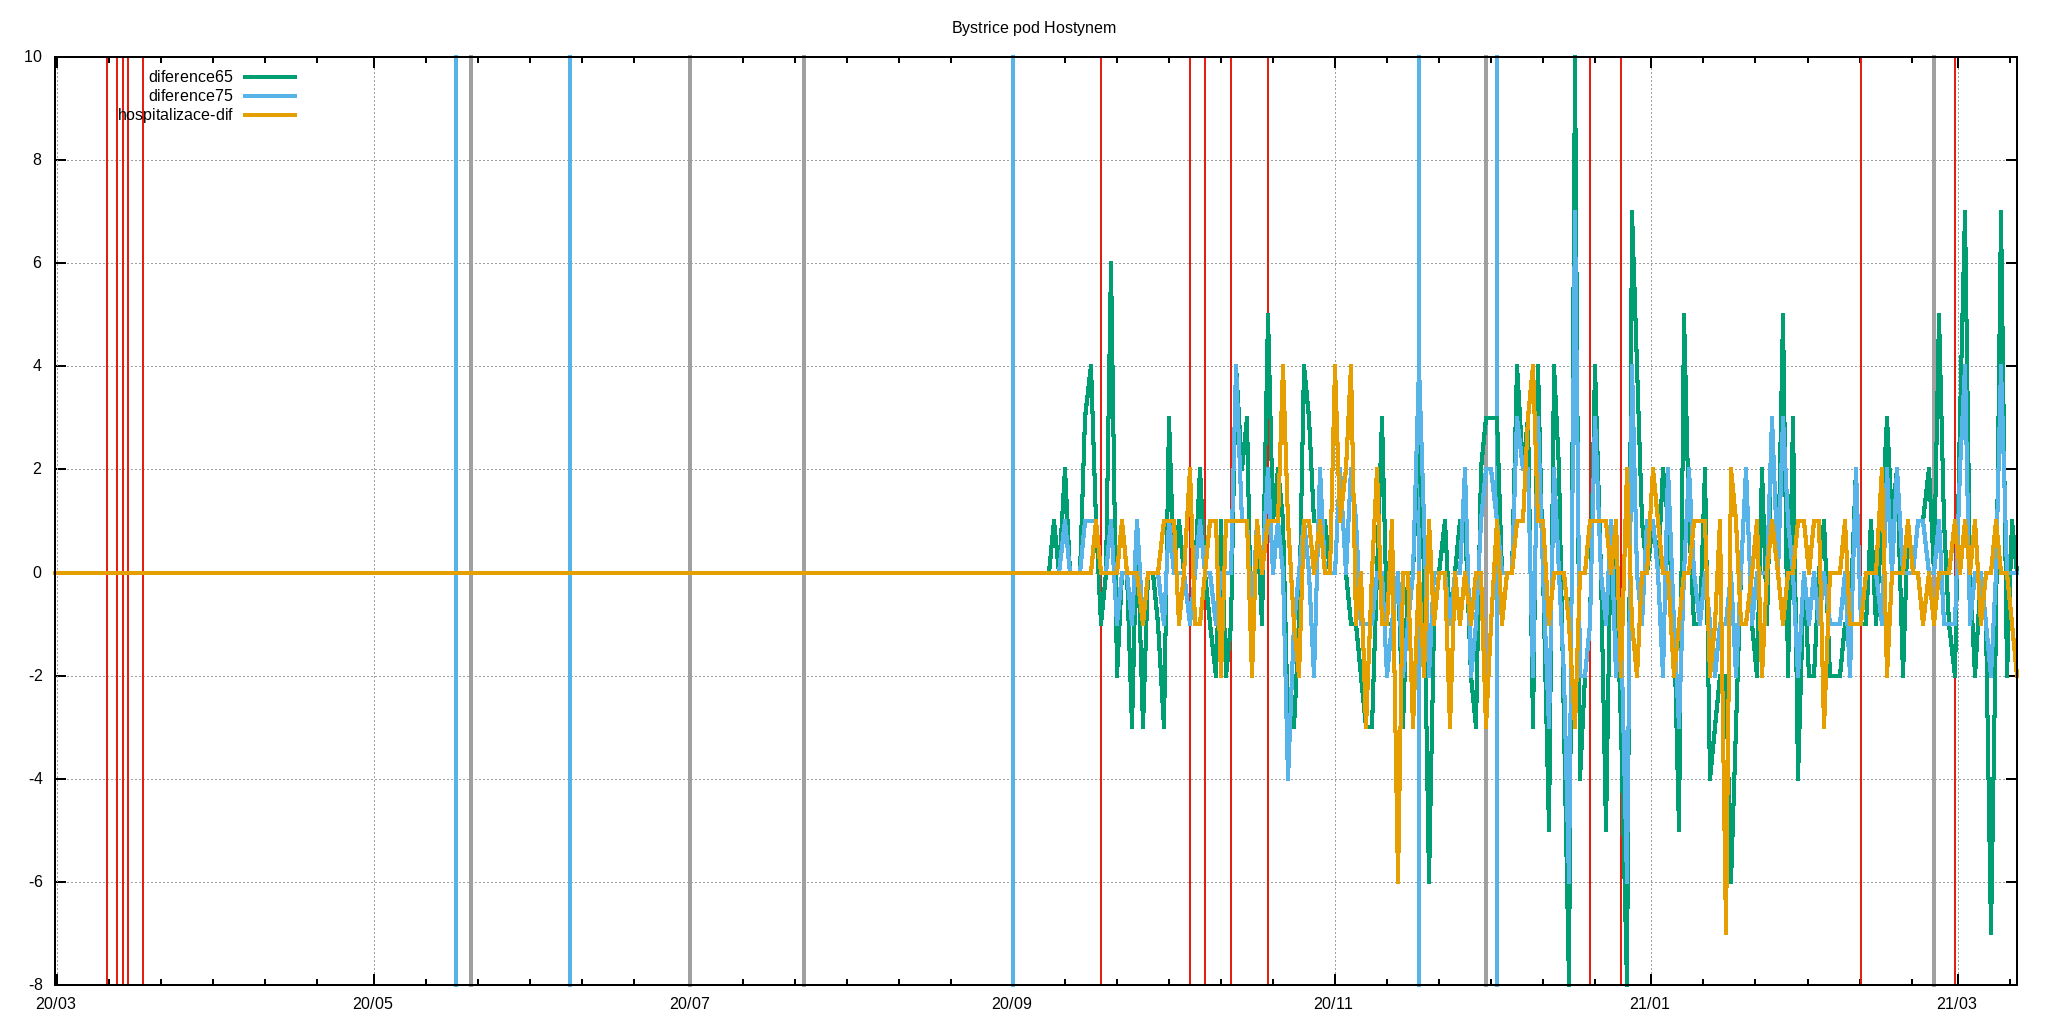 Bystrice pod Hostynem
10
diference65
diference75
hospitalizace-dif
8
6
4
2
0
-2
-4
-6
-8
20/03 20/05 20/07 20/09 20/11 21/01 21/03